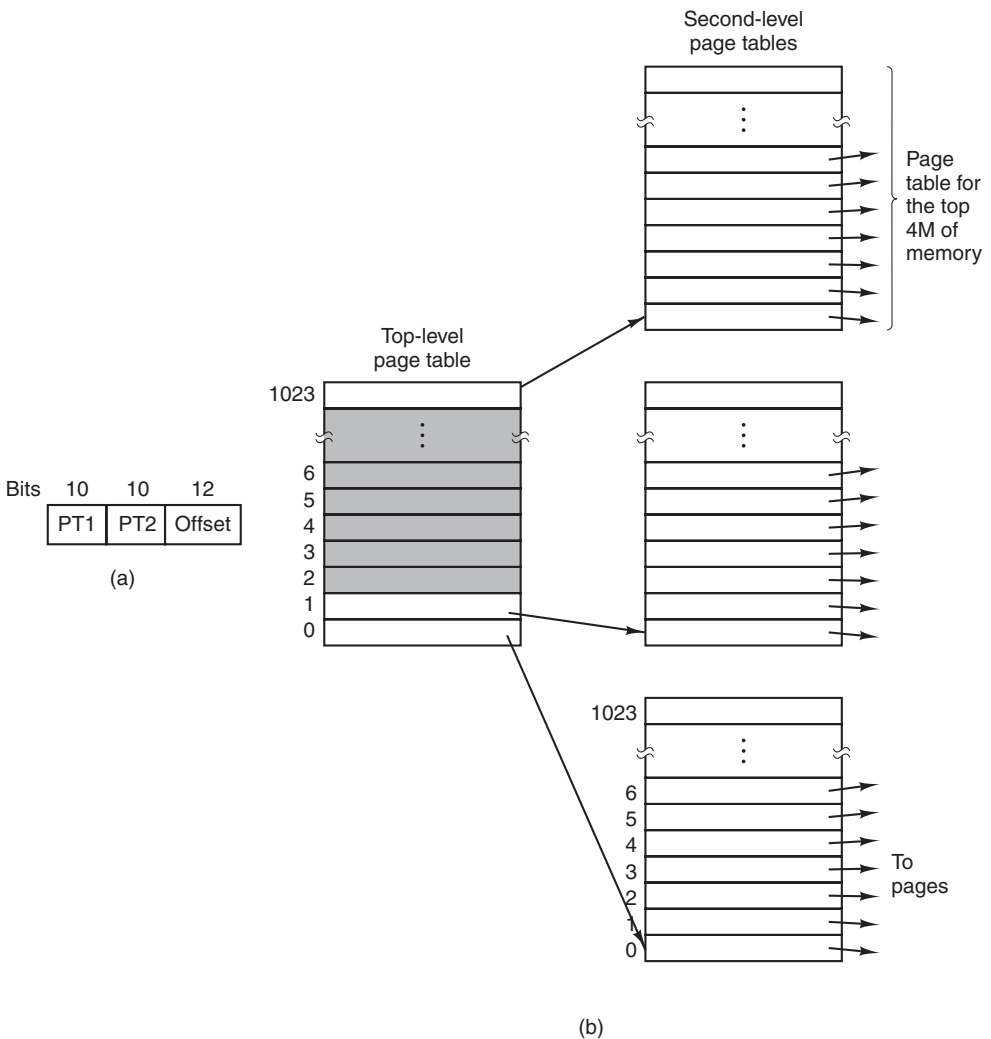 Second-level
page tables
Page
table for
the top
4M of
memory
Top-level
page table
1023
6
5
4
3
2
1
0
Bits 10 10 12
PT1 PT2 Offset
(a)
1023
6
5
4
3
2
1
0
To
pages
(b)